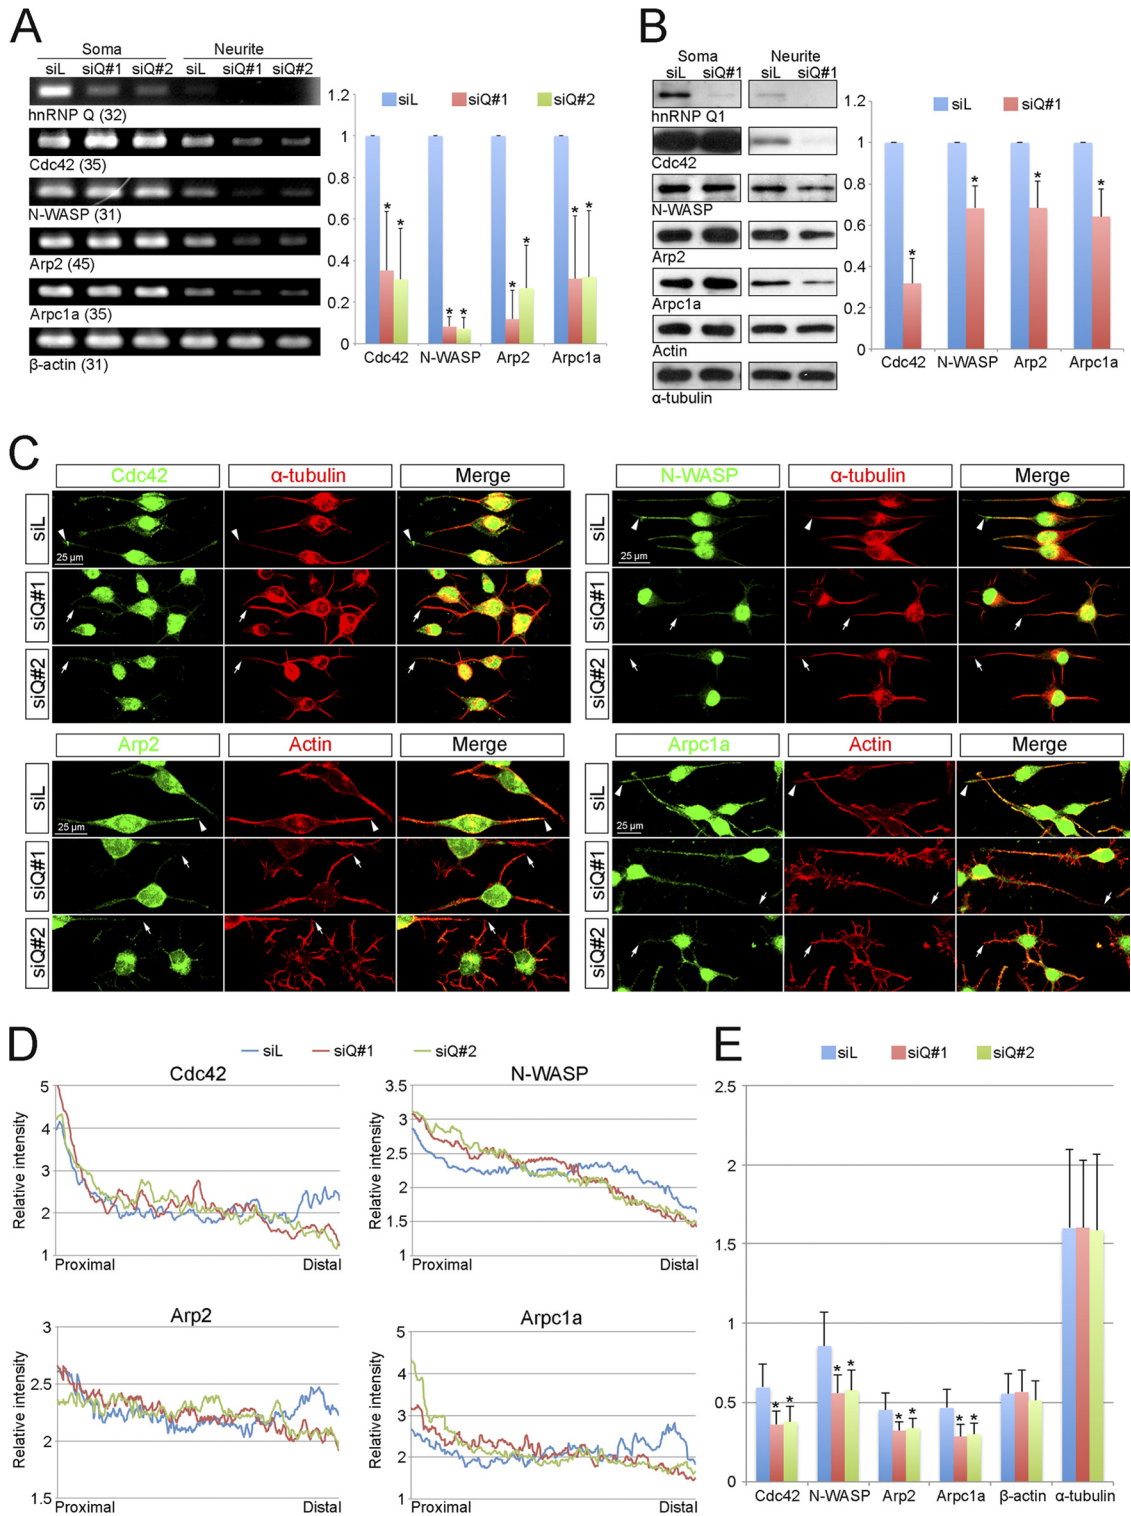 A
Soma Neurite
siL siQ#1 siQ#2 siL siQ#1 siQ#2
hnRNP Q (32)
Cdc42 (35)
N-WASP (31)
Arp2 (45)
Arpc1a (35)
β-actin (31)
siL siQ#1 siQ#2
1.2
1
0.8
0.6
0.4
0.2
0
* * * * * * * *
Cdc42 N-WASP Arp2 Arpc1a
B
Soma Neurite
siL siQ#1 siL siQ#1
hnRNP Q1
Cdc42
N-WASP
Arp2
Arpc1a
Actin
α-tubulin
siL siQ#1
1.2
1
0.8
0.6
0.4
0.2
0
* * * *
Cdc42 N-WASP Arp2 Arpc1a
C
Cdc42 α-tubulin Merge
siL
25 µm
siQ#1
siQ#2
N-WASP α-tubulin Merge
siL
25 µm
siQ#1
siQ#2
Arp2 Actin Merge
siL
25 µm
siQ#1
siQ#2
Arpc1a Actin Merge
siL
25 µm
siQ#1
siQ#2
D
siL siQ#1 siQ#2
Cdc42
Relative intensity
5
4
3
2
1
Proximal Distal
N-WASP
Relative intensity
3.5
3
2.5
2
1.5
1
Proximal Distal
Arp2
Relative intensity
3
2.5
2
1.5
Proximal Distal
Arpc1a
Relative intensity
5
4
3
2
1
Proximal Distal
E
siL siQ#1 siQ#2
2.5
2
1.5
1
0.5
0
* * * * * * * *
Cdc42 N-WASP Arp2 Arpc1a β-actin α-tubulin